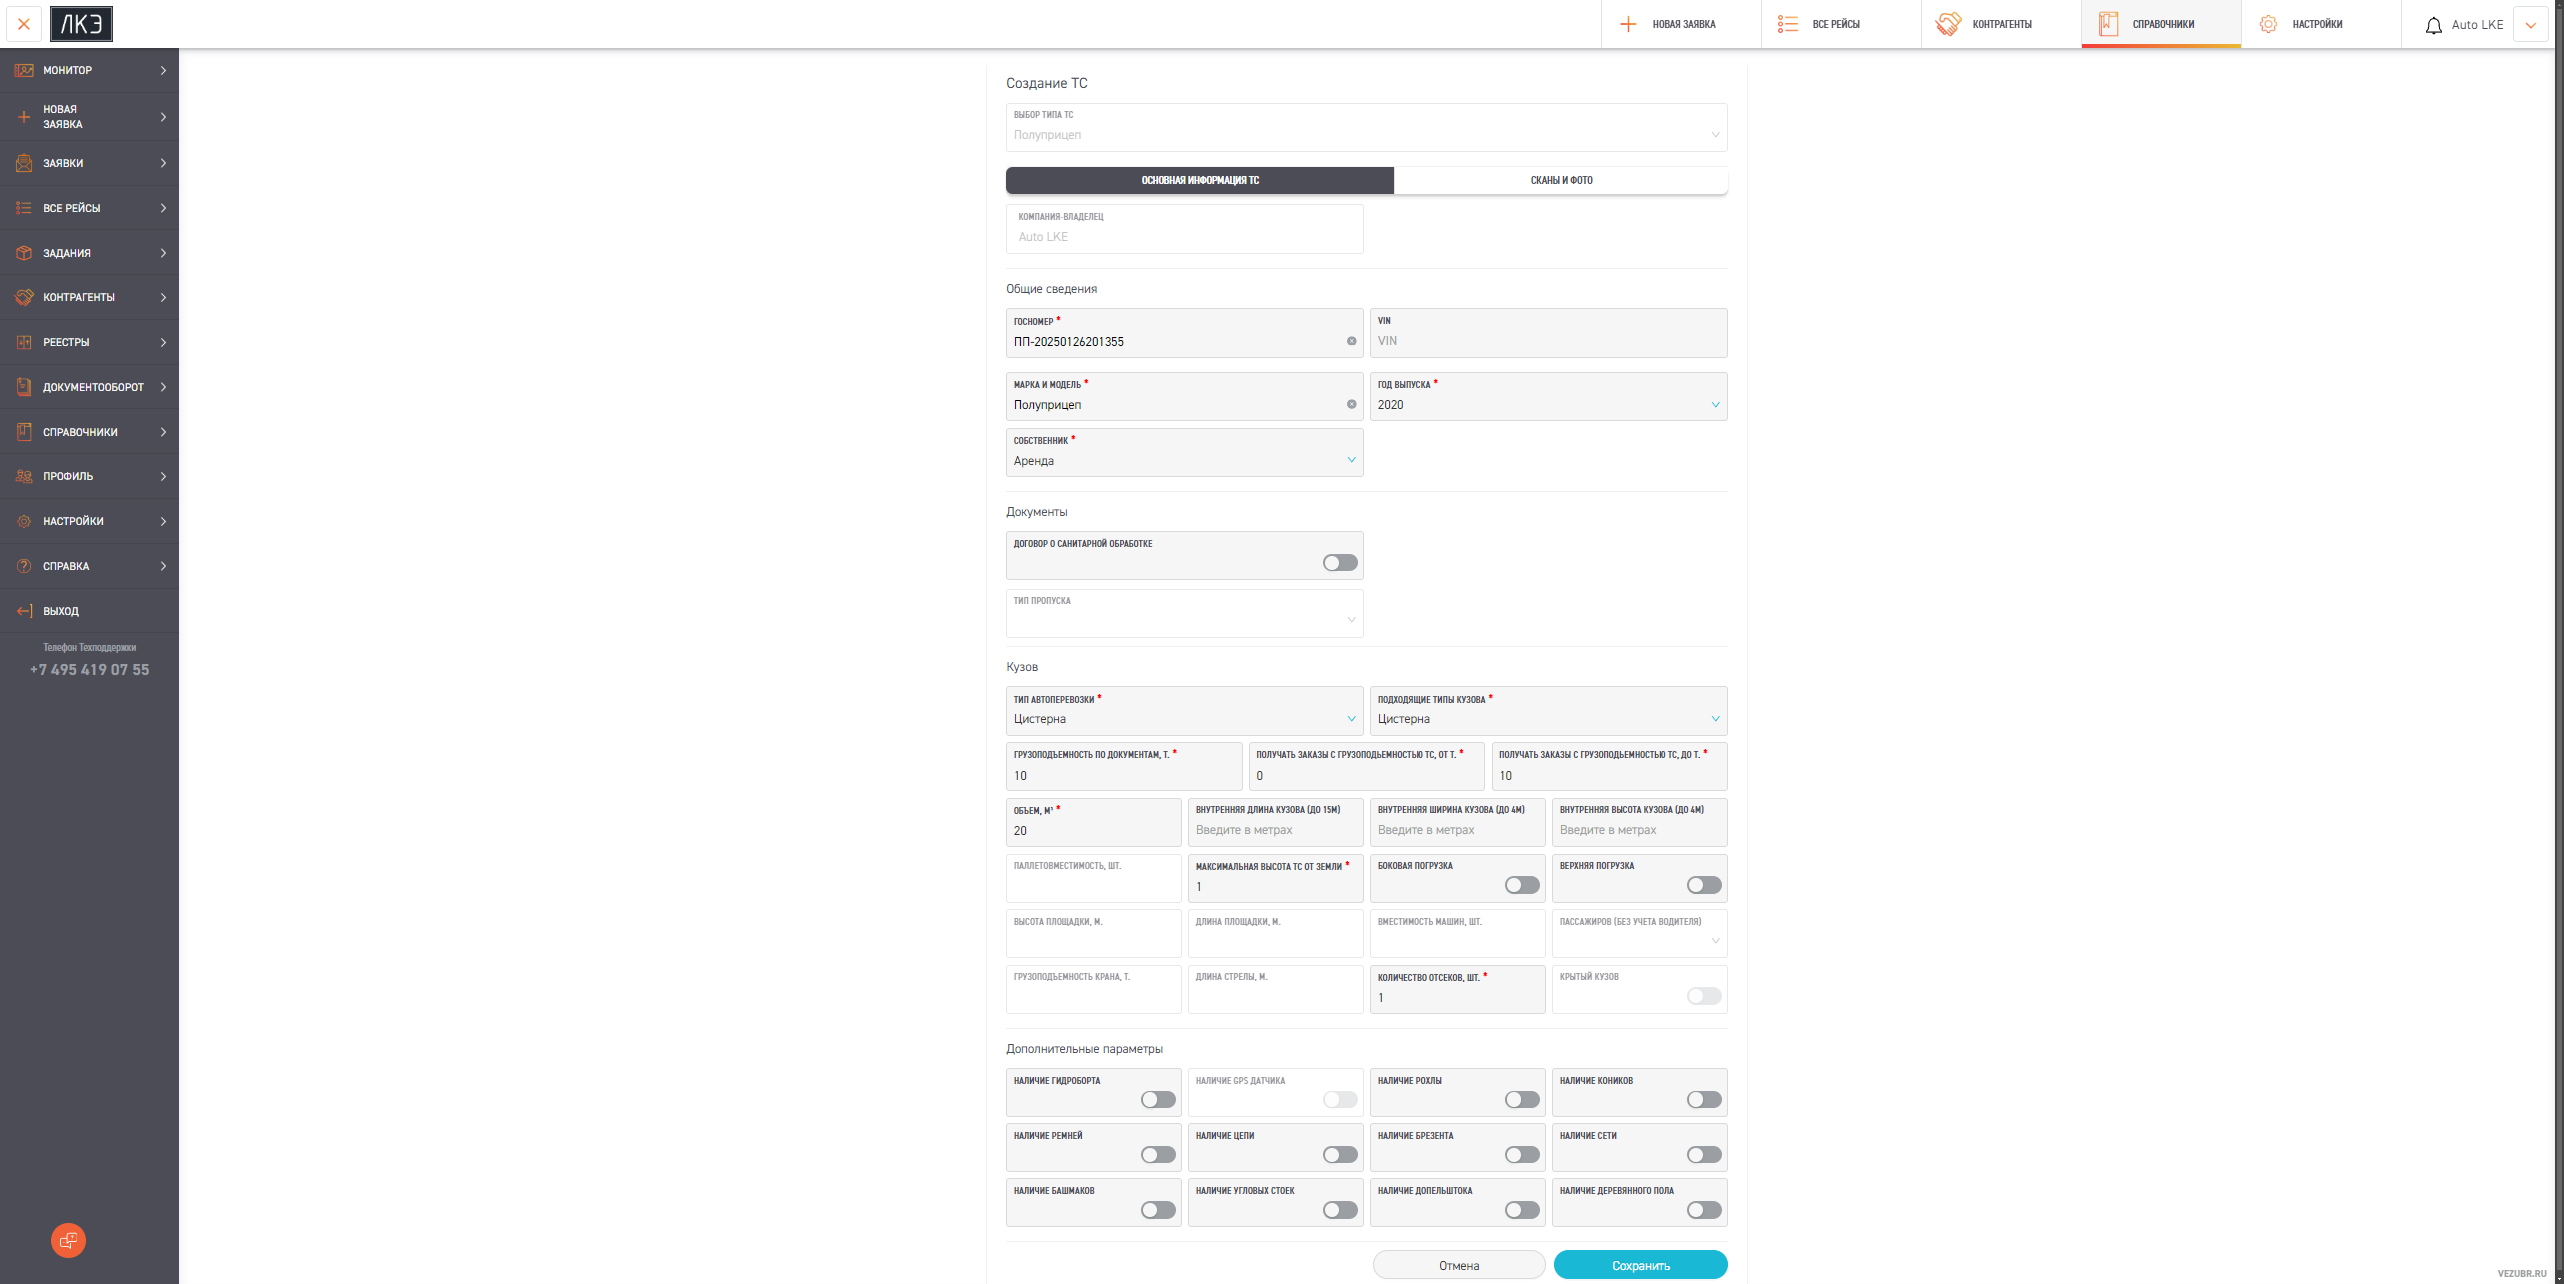 ЛКЭ
НОВАЯ ЗАЯВКА
ВСЕ РЕЙСЫ
КОНТРАГЕНТЫ
СПРАВОЧНИКИ
НАСТРОЙКИ
Auto LKE
МОНИТОР
НОВАЯ
ЗАЯВКА
ЗАЯВКИ
ВСЕ РЕЙСЫ
ЗАДАНИЯ
КОНТРАГЕНТЫ
РЕЕСТРЫ
ДОКУМЕНТООБОРОТ
СПРАВОЧНИКИ
ПРОФИЛЬ
НАСТРОЙКИ
СПРАВКА
ВЫХОД
Телефон Техподдержки
+7 495 419 07 55
Создание ТС
ВЫБОР ТИПА ТС
Полуприцеп
ОСНОВНАЯ ИНФОРМАЦИЯ ТС
СКАНЫ И ФОТО
КОМПАНИЯ-ВЛАДЕЛЕЦ
Auto LKE
Общие сведения
ГОСНОМЕР *
ПП-20250126201355
VIN
VIN
МАРКА И МОДЕЛЬ *
Полуприцеп
ГОД ВЫПУСКА *
2020
СОБСТВЕННИК *
Аренда
Документы
ДОГОВОР О САНИТАРНОЙ ОБРАБОТКЕ
ТИП ПРОПУСКА
Кузов
ТИП АВТОПЕРЕВОЗКИ *
Цистерна
ПОДХОДЯЩИЕ ТИПЫ КУЗОВА *
Цистерна
ГРУЗОПОДЪЕМНОСТЬ ПО ДОКУМЕНТАМ, Т. *
10
ПОЛУЧАТЬ ЗАКАЗЫ С ГРУЗОПОДЬЕМНОСТЬЮ ТС, ОТ Т. *
0
ПОЛУЧАТЬ ЗАКАЗЫ С ГРУЗОПОДЬЕМНОСТЬЮ ТС, ДО Т. *
10
ОБЪЕМ, М³ *
20
ВНУТРЕННЯЯ ДЛИНА КУЗОВА (ДО 15М)
Введите в метрах
ВНУТРЕННЯЯ ШИРИНА КУЗОВА (ДО 4М)
Введите в метрах
ВНУТРЕННЯЯ ВЫСОТА КУЗОВА (ДО 4М)
Введите в метрах
ПАЛЛЕТОВМЕСТИМОСТЬ, ШТ.
МАКСИМАЛЬНАЯ ВЫСОТА ТС ОТ ЗЕМЛИ *
1
БОКОВАЯ ПОГРУЗКА
ВЕРХНЯЯ ПОГРУЗКА
ВЫСОТА ПЛОЩАДКИ, М.
ДЛИНА ПЛОЩАДКИ, М.
ВМЕСТИМОСТЬ МАШИН, ШТ.
ПАССАЖИРОВ (БЕЗ УЧЕТА ВОДИТЕЛЯ)
ГРУЗОПОДЪЕМНОСТЬ КРАНА, Т.
ДЛИНА СТРЕЛЫ, М.
КОЛИЧЕСТВО ОТСЕКОВ, ШТ. *
1
КРЫТЫЙ КУЗОВ
Дополнительные параметры
НАЛИЧИЕ ГИДРОБОРТА
НАЛИЧИЕ GPS ДАТЧИКА
НАЛИЧИЕ РОХЛЫ
НАЛИЧИЕ КОНИКОВ
НАЛИЧИЕ РЕМНЕЙ
НАЛИЧИЕ ЦЕПИ
НАЛИЧИЕ БРЕЗЕНТА
НАЛИЧИЕ СЕТИ
НАЛИЧИЕ БАШМАКОВ
НАЛИЧИЕ УГЛОВЫХ СТОЕК
НАЛИЧИЕ ДОПЕЛЬШТОКА
НАЛИЧИЕ ДЕРЕВЯННОГО ПОЛА
Отмена
Сохранить
VEZUBR.RU